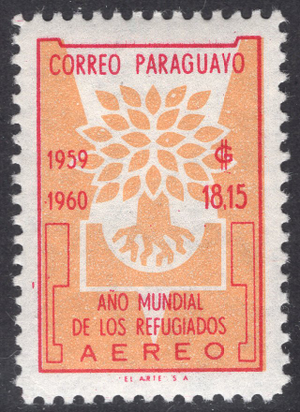 CORREO PARAGUAYO
1959
1960
₲
18,15
AÑO MUNDIAL
DE LOS REFUGIADOS
AEREO
"EL ARTE" S A